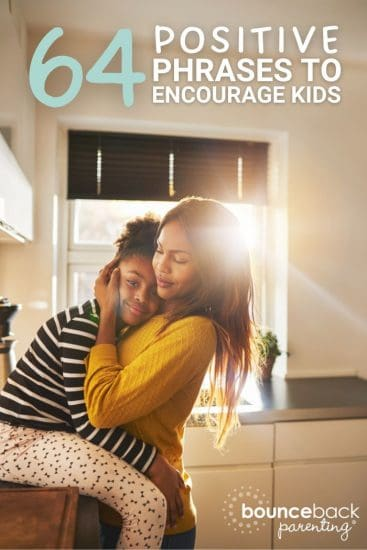 64 POSITIVE
PHRASES TO
ENCOURAGE KIDS
bounceback
parenting